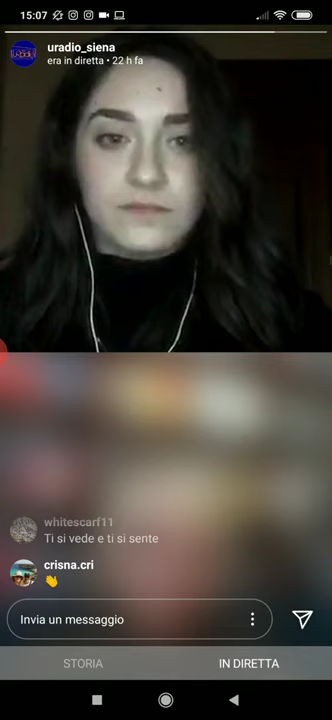 15:07
uradio_siena
era in diretta • 22 h fa
whitescarf11
Ti si vede e ti si sente
crisna.cri
👋
Invia un messaggio
STORIA IN DIRETTA